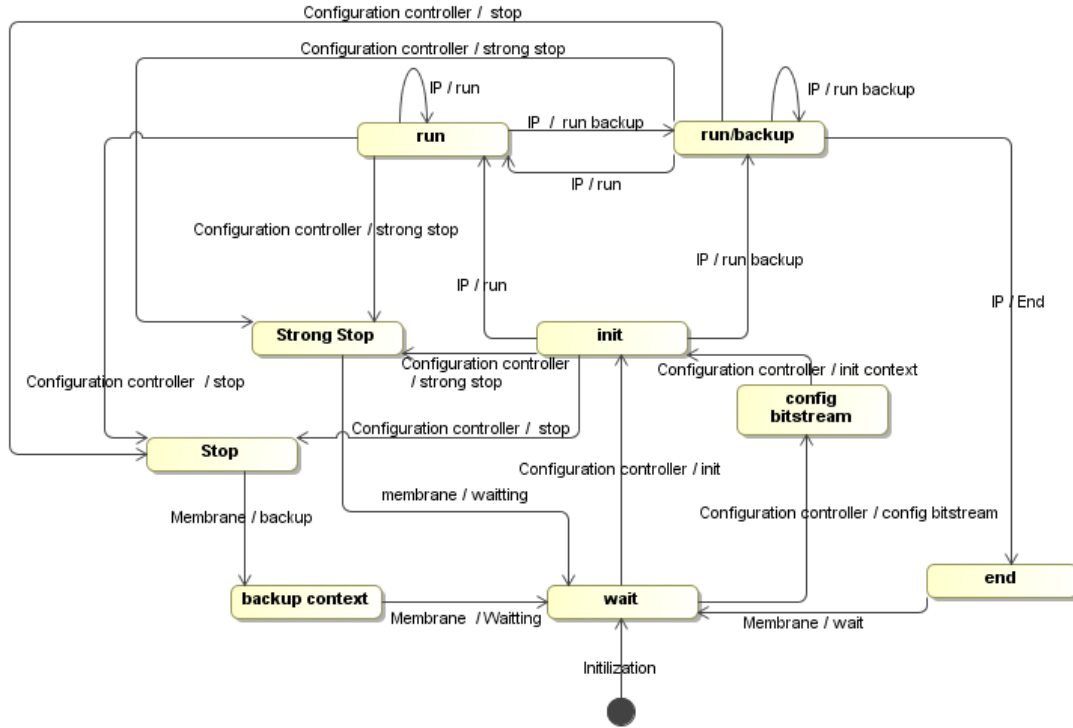 Configuration controller / stop
Configuration controller / strong stop
IP / run
IP / run backup
run
IP / run backup
run/backup
IP / run
Configuration controller / strong stop
IP / run backup
IP / run
IP / End
Strong Stop
init
Configuration controller
/ strong stop
Configuration controller / init context
Configuration controller / stop
config
bitstream
Configuration controller / stop
Stop
Configuration controller / init
membrane / waitting
Membrane / backup
Configuration controller / config bitstream
end
backup context
wait
Membrane / Waitting
Membrane / wait
Initilization